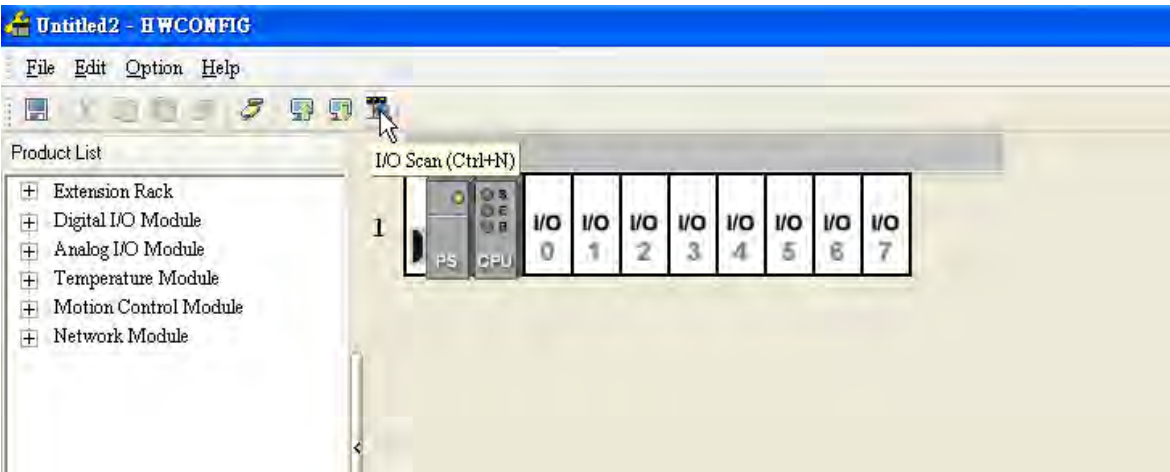 Untitled2 - HWCONFIG
File Edit Option Help
Product List
I/O Scan (Ctrl+N)
Extension Rack
Digital I/O Module
Analog I/O Module
Temperature Module
Motion Control Module
Network Module
1
PS CPU I/O I/O I/O I/O I/O I/O I/O I/O
S
E
B
0 1 2 3 4 5 6 7